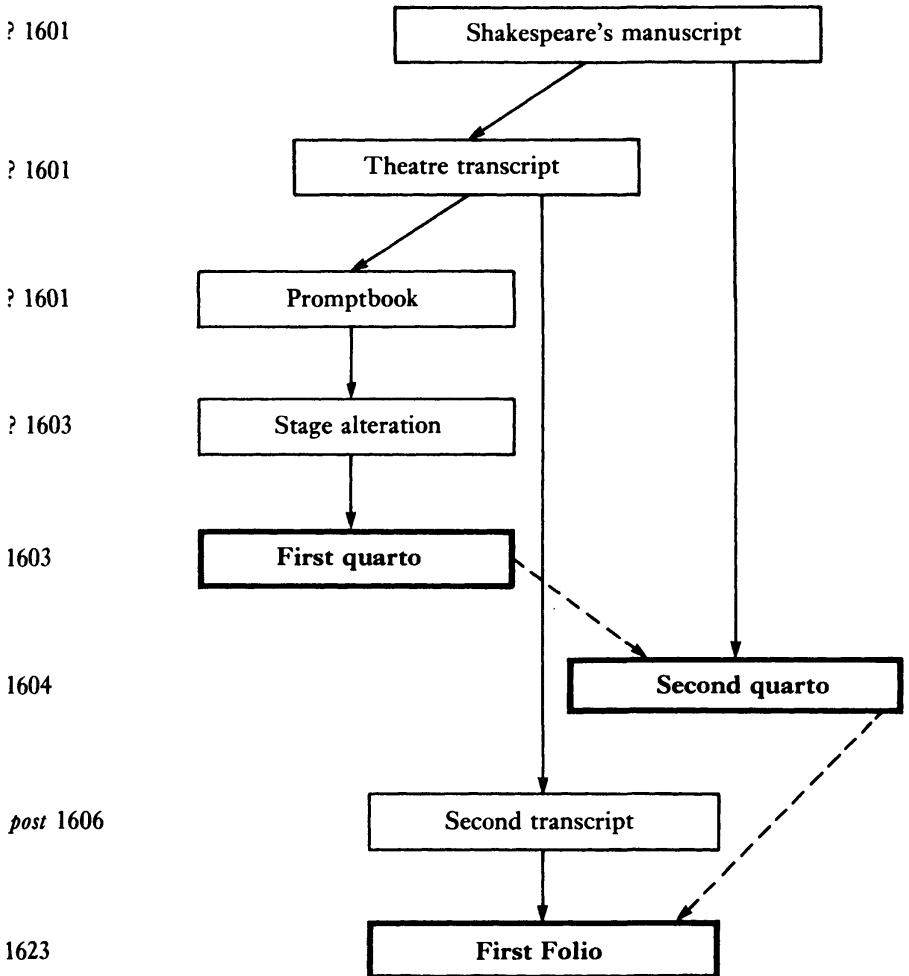 ? 1601 Shakespeare's manuscript
? 1601 Theatre transcript
? 1601 Promptbook
? 1603 Stage alteration
1603 First quarto
1604 Second quarto
post 1606 Second transcript
1623 First Folio